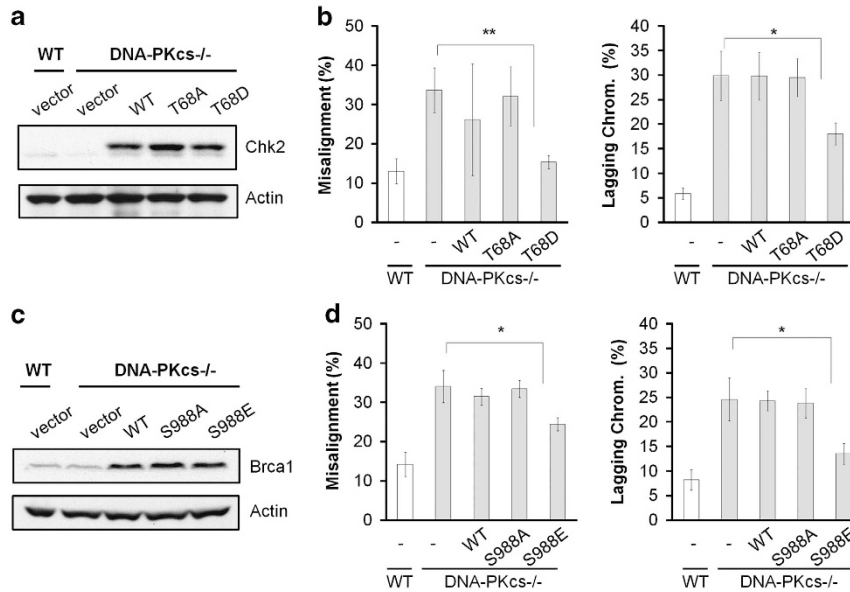 a
WT
DNA-PKcs-/-
vector
vector
WT
T68A
T68D
Chk2
Actin
b
Misalignment (%)
50
40
30
20
10
0
**
-
-
WT
T68A
T68D
WT
DNA-PKcs-/-
Lagging Chrom. (%)
40
35
30
25
20
15
10
5
0
*
-
-
WT
T68A
T68D
WT
DNA-PKcs-/-
c
WT
DNA-PKcs-/-
vector
vector
WT
S988A
S988E
Brca1
Actin
d
Misalignment (%)
50
40
30
20
10
0
*
-
-
WT
S988A
S988E
WT
DNA-PKcs-/-
Lagging Chrom. (%)
40
35
30
25
20
15
10
5
0
*
-
-
WT
S988A
S988E
WT
DNA-PKcs-/-